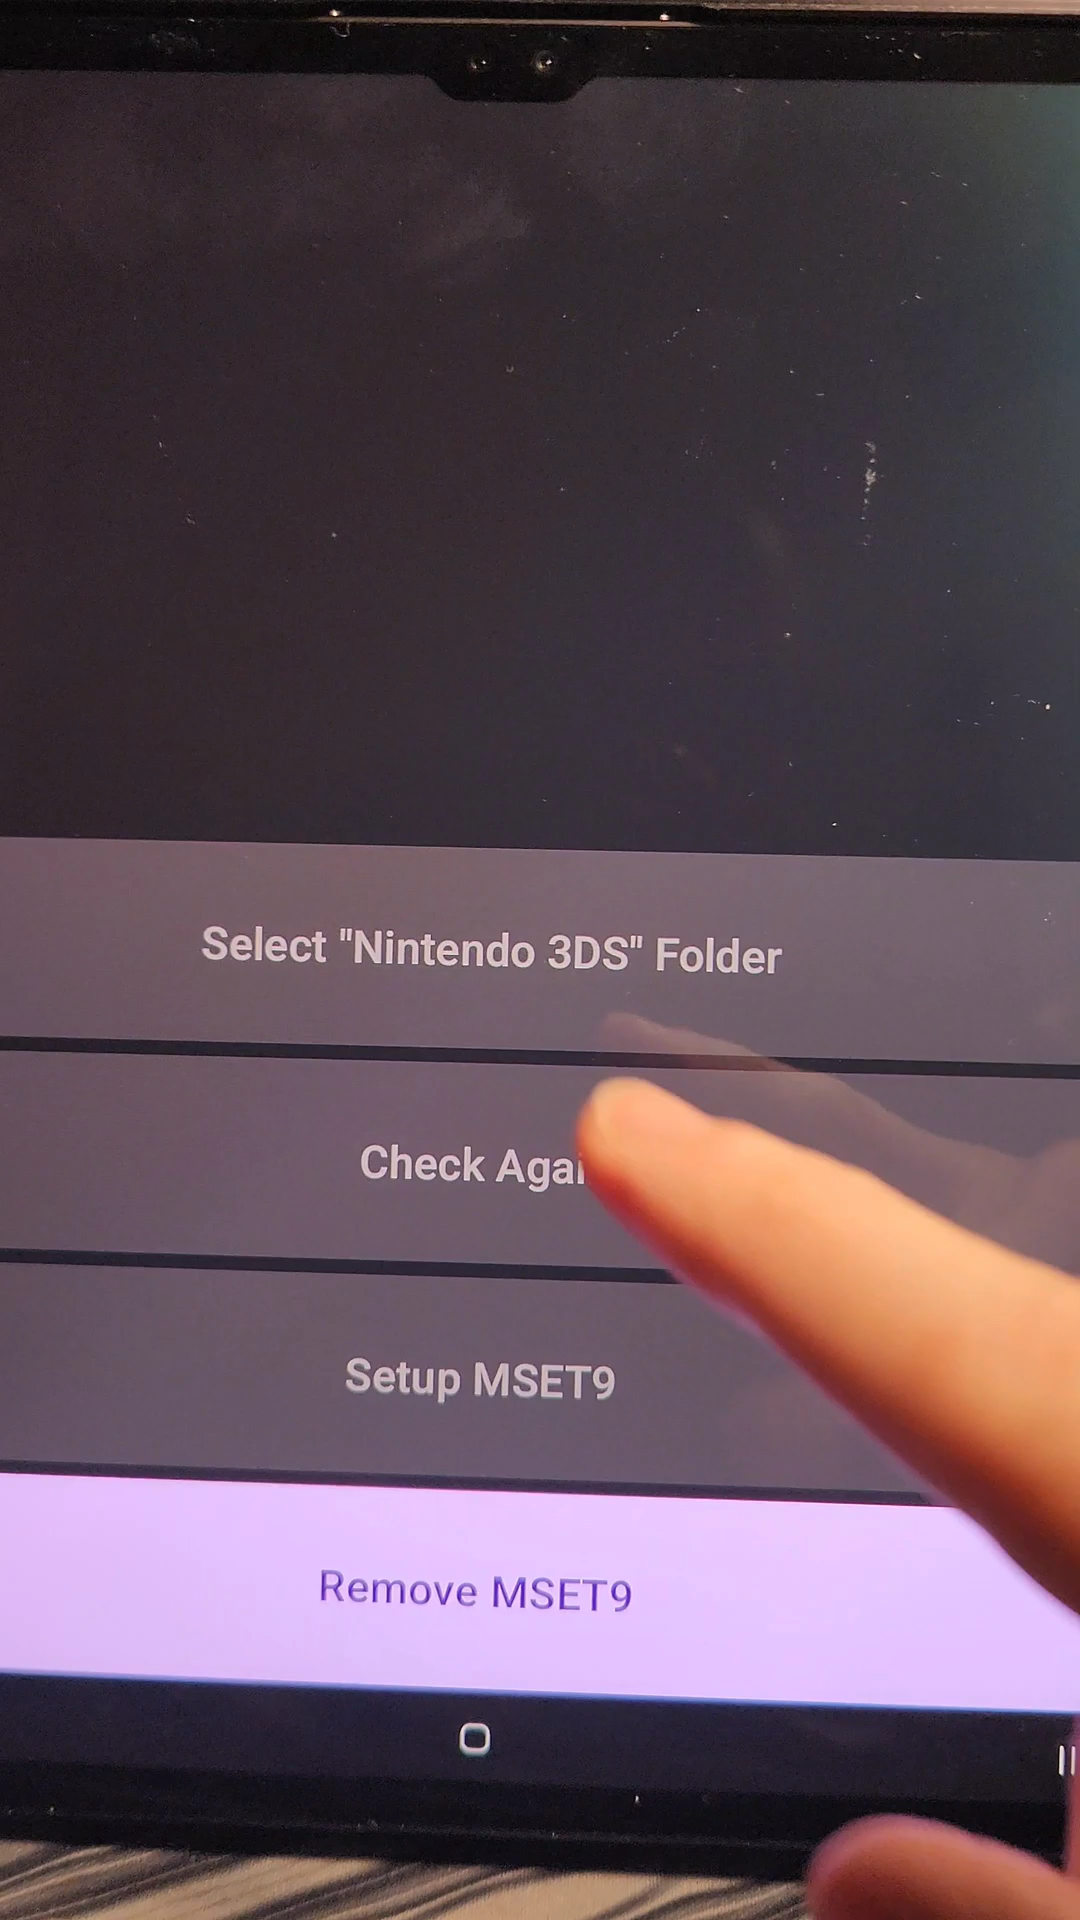 Select "Nintendo 3DS" Folder
Check Agai
Setup MSET9
Remove MSET9